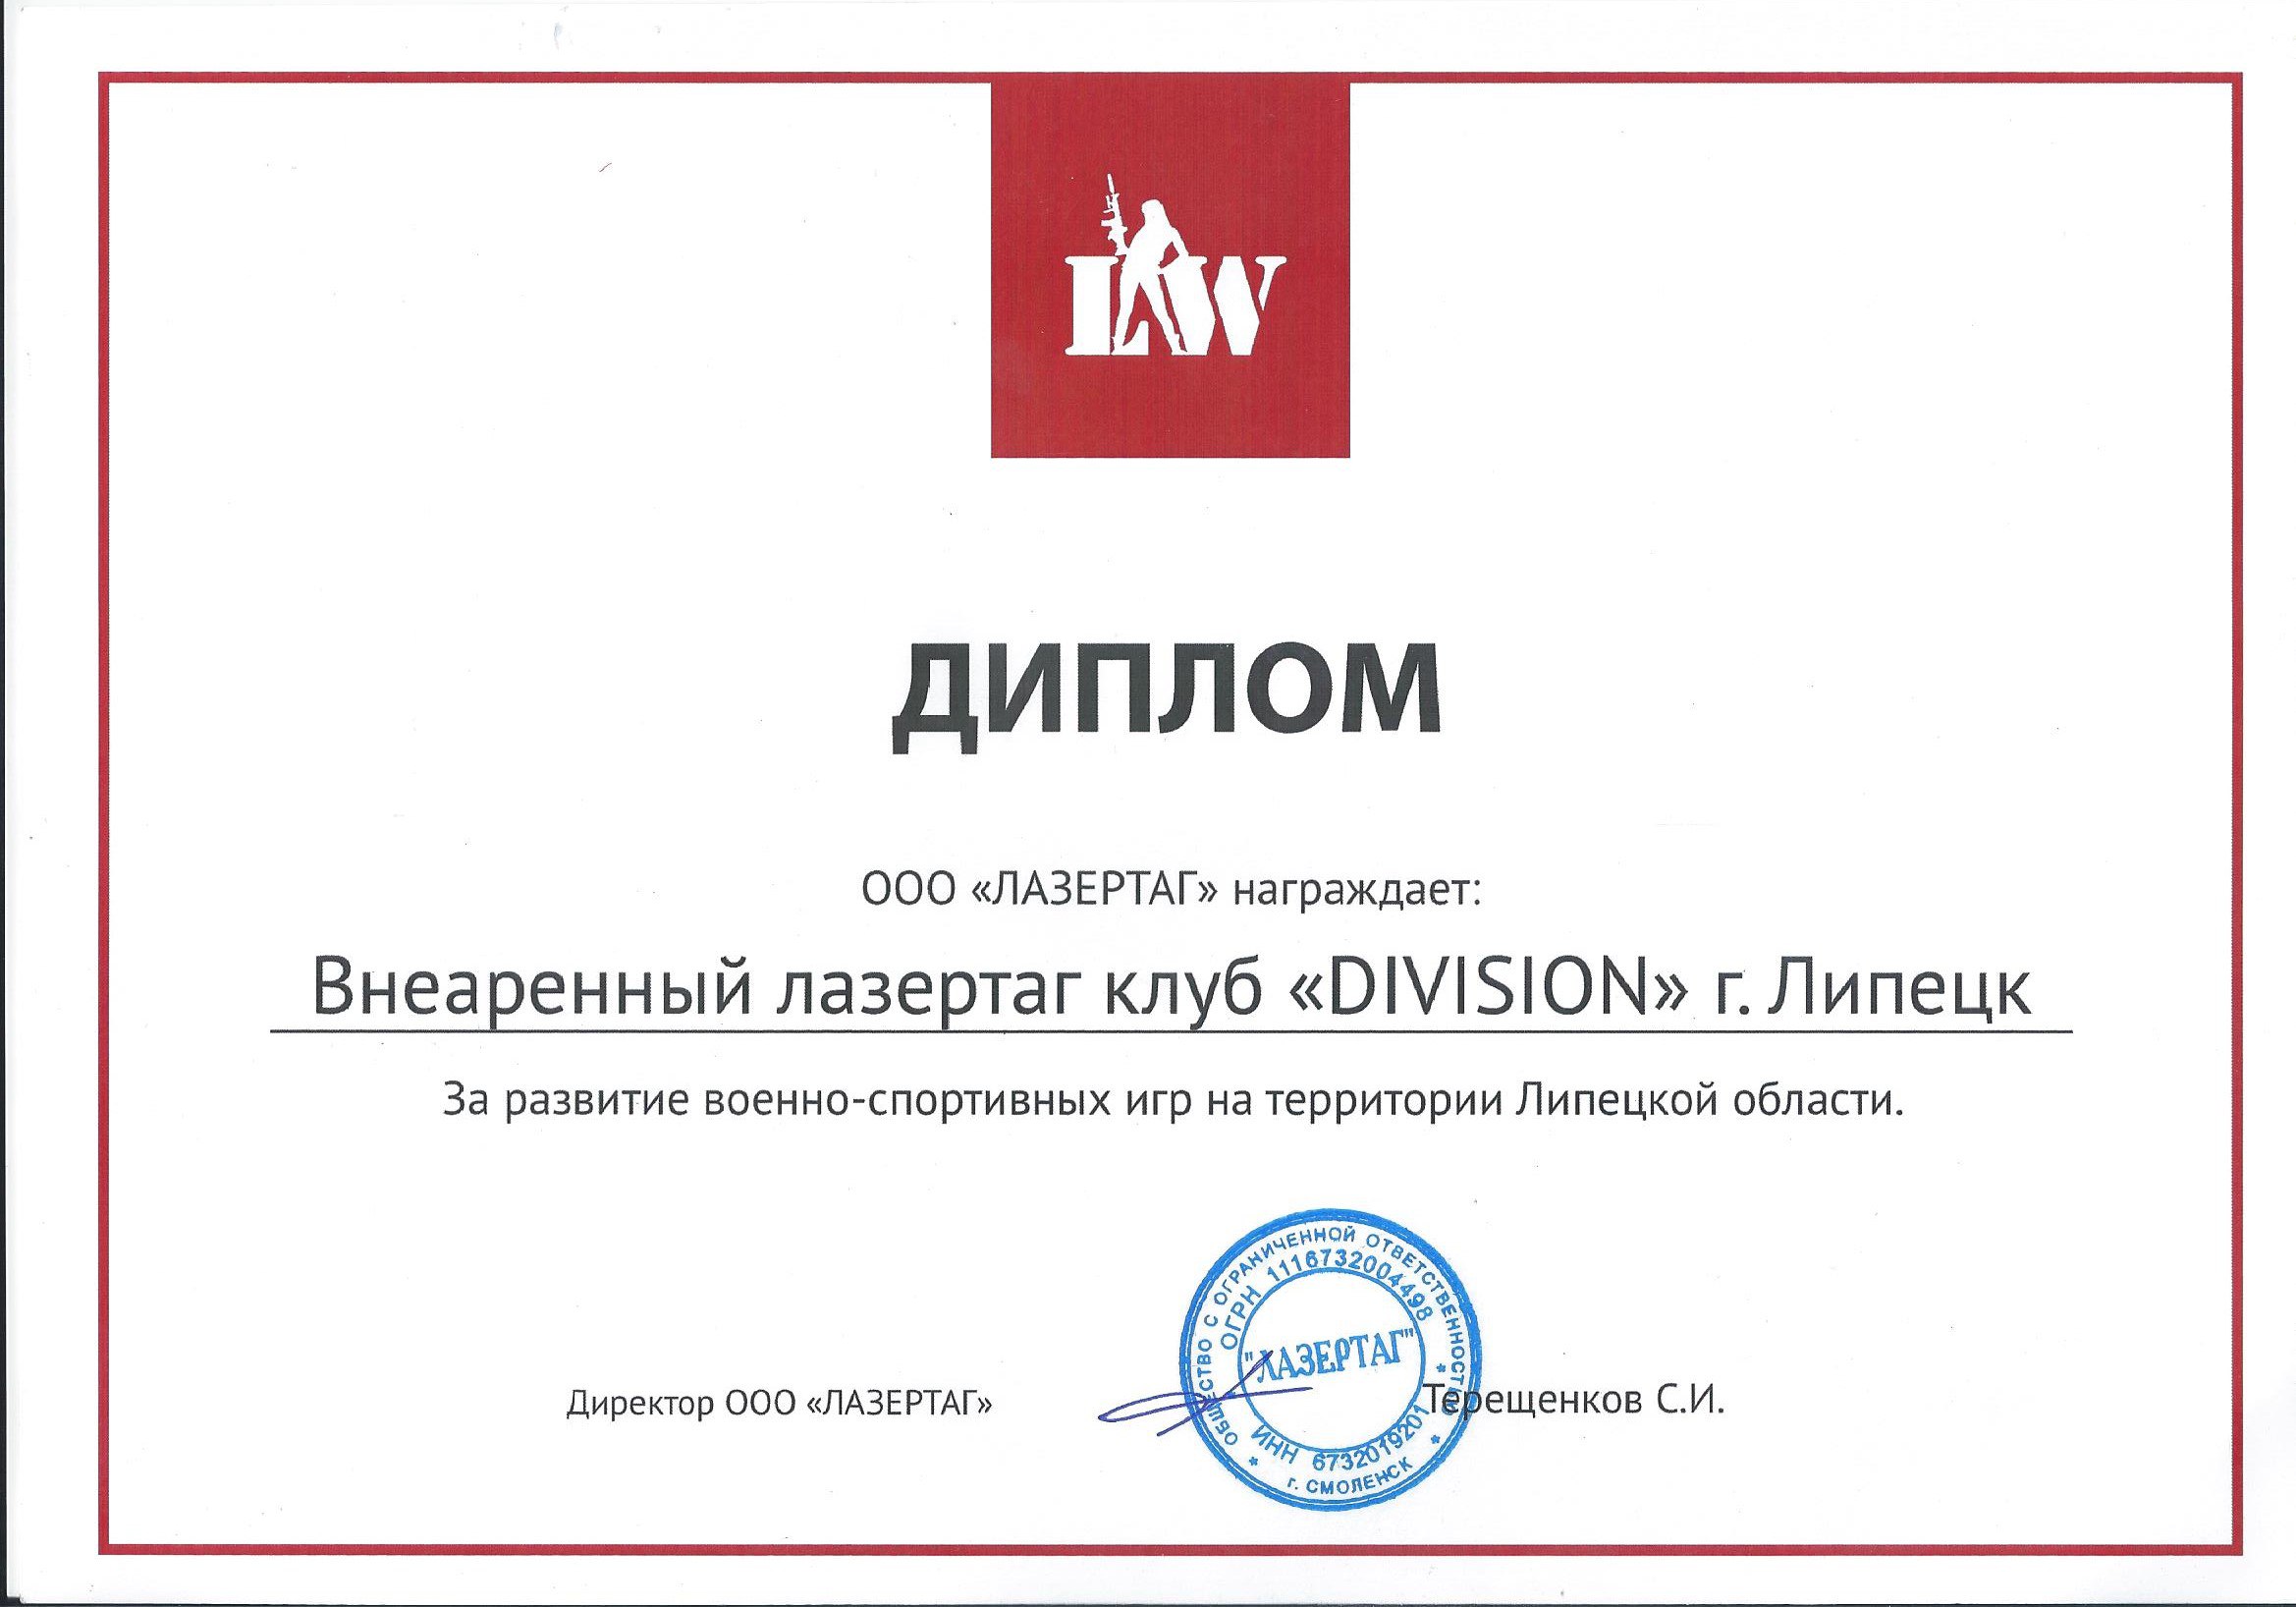 LW
ДИПЛОМ
ООО «ЛАЗЕРТАГ» награждает:
Внеаренный лазертаг клуб «DIVISION» г. Липецк
За развитие военно-спортивных игр на территории Липецкой области.
ОБЩЕСТВО С ОГРАНИЧЕННОЙ ОТВЕТСТВЕННОСТЬЮ
ОГРН 1116732004498
"ЛАЗЕРТАГ"
ИНН 6732019201
г. СМОЛЕНСК
Директор ООО «ЛАЗЕРТАГ»
Терещенков С.И.